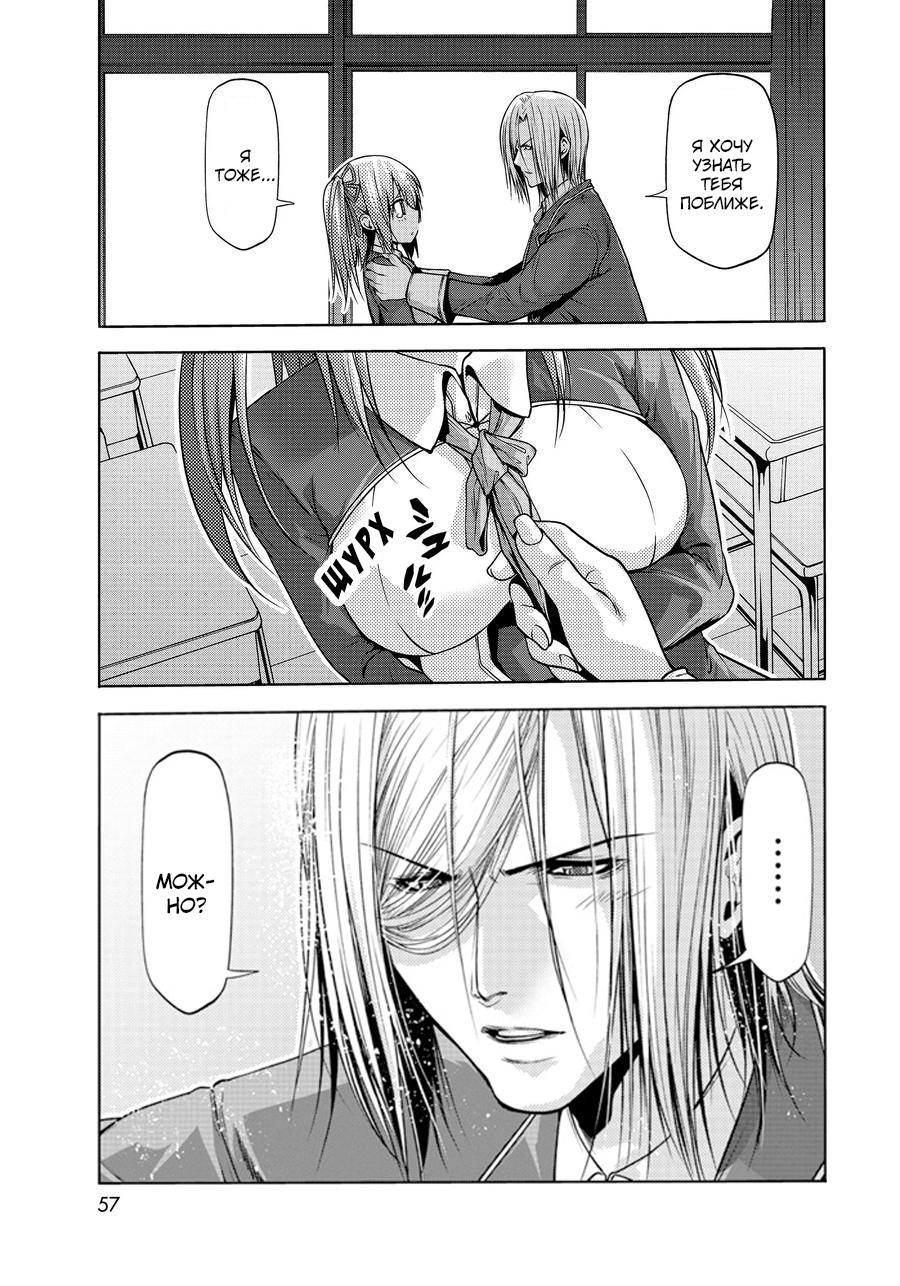 Я ХОЧУ
УЗНАТЬ
ТЕБЯ
ПОБЛИЖЕ.
Я
ТОЖЕ...
ШУРХ
......
МОЖ-
НО?
57